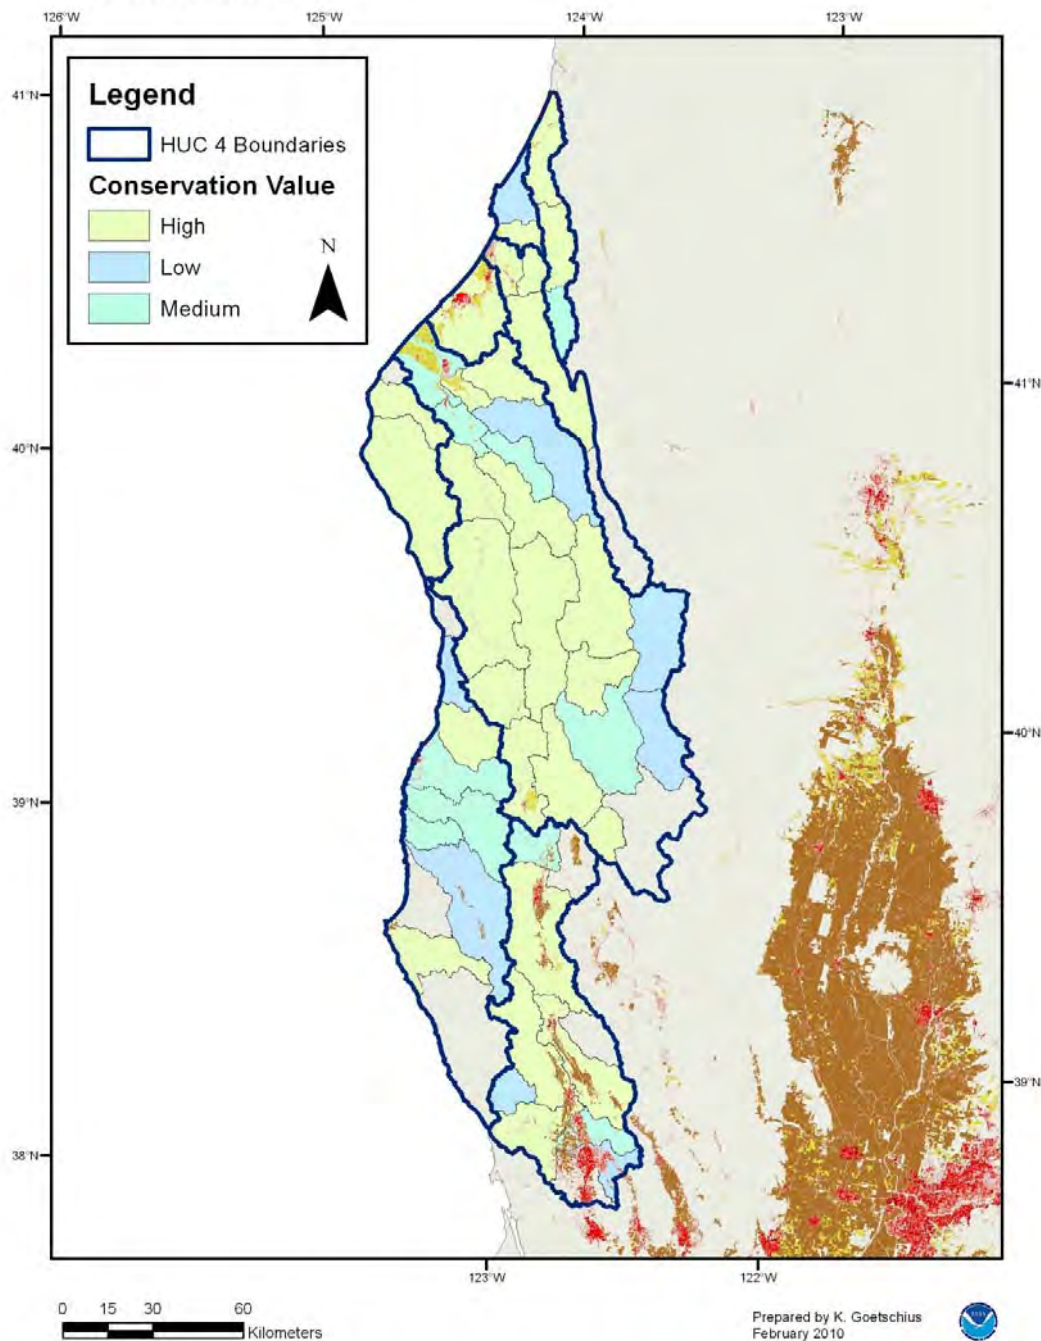 126°W 125°W 124°W 123°W
Legend
HUC 4 Boundaries
Conservation Value
High
Low
Medium
N
41°N
41°N
40°N
40°N
39°N
39°N
38°N
123°W 122°W
0 15 30 60
Kilometers
Prepared by K. Goetschius
February 2010